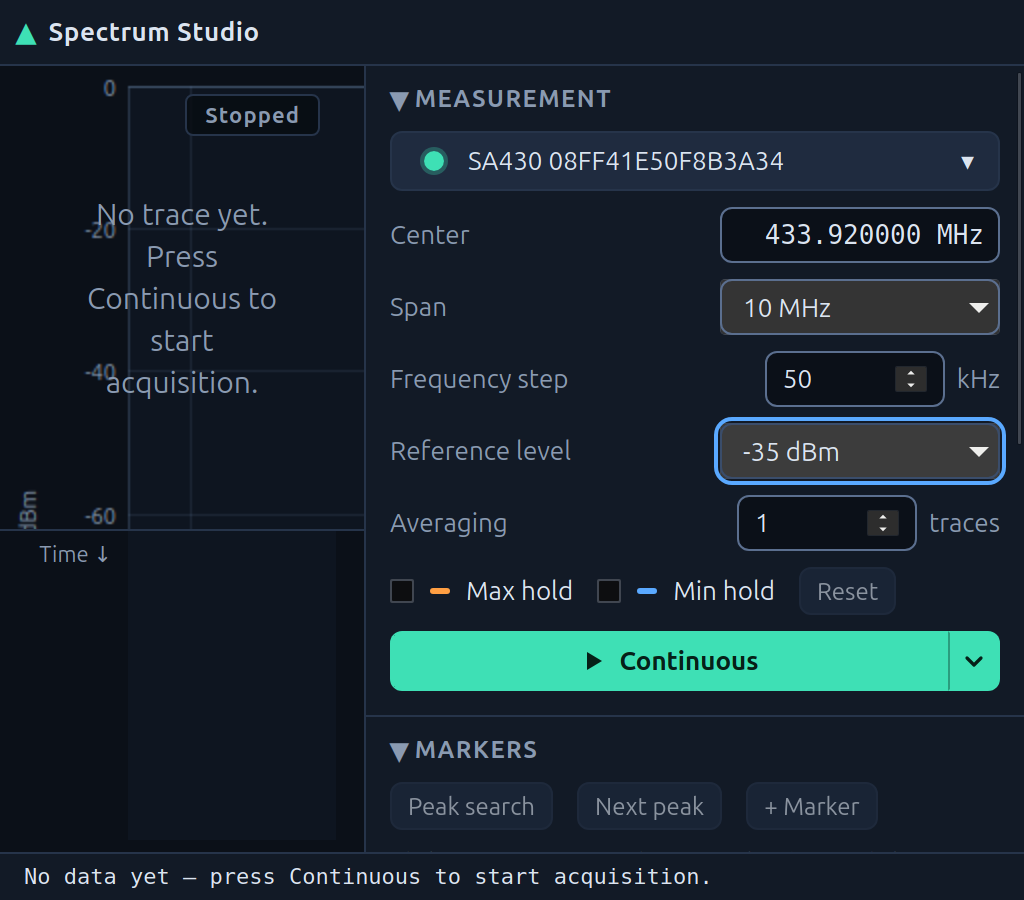 Spectrum Studio
0
Stopped
-20
No trace yet.
Press
Continuous to
start
acquisition.
-40
-60
dBm
Time ↓
▼ MEASUREMENT
SA430 08FF41E50F8B3A34 ▼
Center 433.920000 MHz
Span 10 MHz
Frequency step 50 kHz
Reference level -35 dBm
Averaging 1 traces
Max hold Min hold Reset
Continuous
▼ MARKERS
Peak search Next peak + Marker
No data yet — press Continuous to start acquisition.